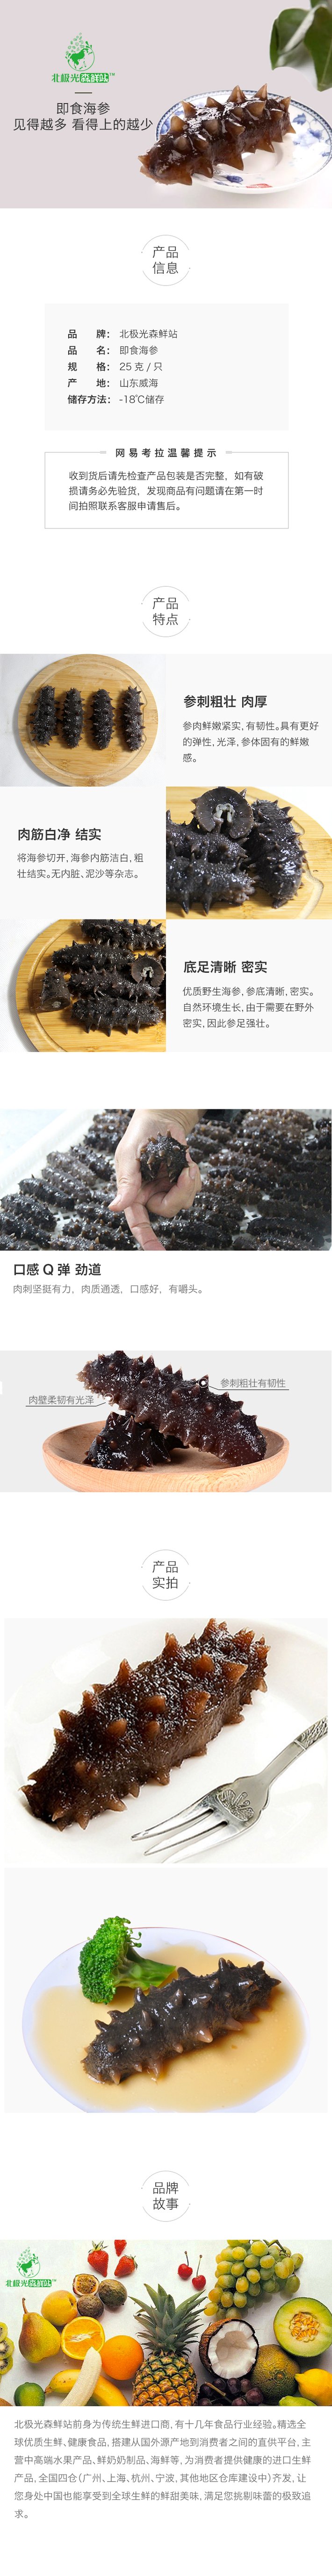 北极光森鲜站™
即食海参
见得越多 看得上的越少
产品
信息
品 牌: 北极光森鲜站
品 名: 即食海参
规 格: 25 克 / 只
产 地: 山东威海
储存方法: -18℃储存
网易考拉温馨提示
收到货后请先检查产品包装是否完整，如有破
损请务必先验货，发现商品有问题请在第一时
间拍照联系客服申请售后。
产品
特点
参刺粗壮 肉厚
参肉鲜嫩紧实,有韧性。具有更好
的弹性,光泽,参体固有的鲜嫩
感。
肉筋白净 结实
将海参切开,海参内筋洁白,粗
壮结实。无内脏、泥沙等杂志。
底足清晰 密实
优质野生海参,参底清晰,密实。
自然环境生长,由于需要在野外
密实,因此参足强壮。
口感 Q 弹 劲道
肉刺坚挺有力，肉质通透，口感好，有嚼头。
参刺粗壮有韧性
肉壁柔韧有光泽
产品
实拍
品牌
故事
北极光森鲜站™
北极光森鲜站前身为传统生鲜进口商,有十几年食品行业经验。精选全
球优质生鲜、健康食品，搭建从国外源产地到消费者之间的直供平台,主
营中高端水果产品、鲜奶奶制品、海鲜等,为消费者提供健康的进口生鲜
产品,全国四仓(广州、上海、杭州、宁波,其他地区仓库建设中)齐发,让
您身处中国也能享受到全球生鲜的鲜甜美味,满足您挑剔味蕾的极致追
求。